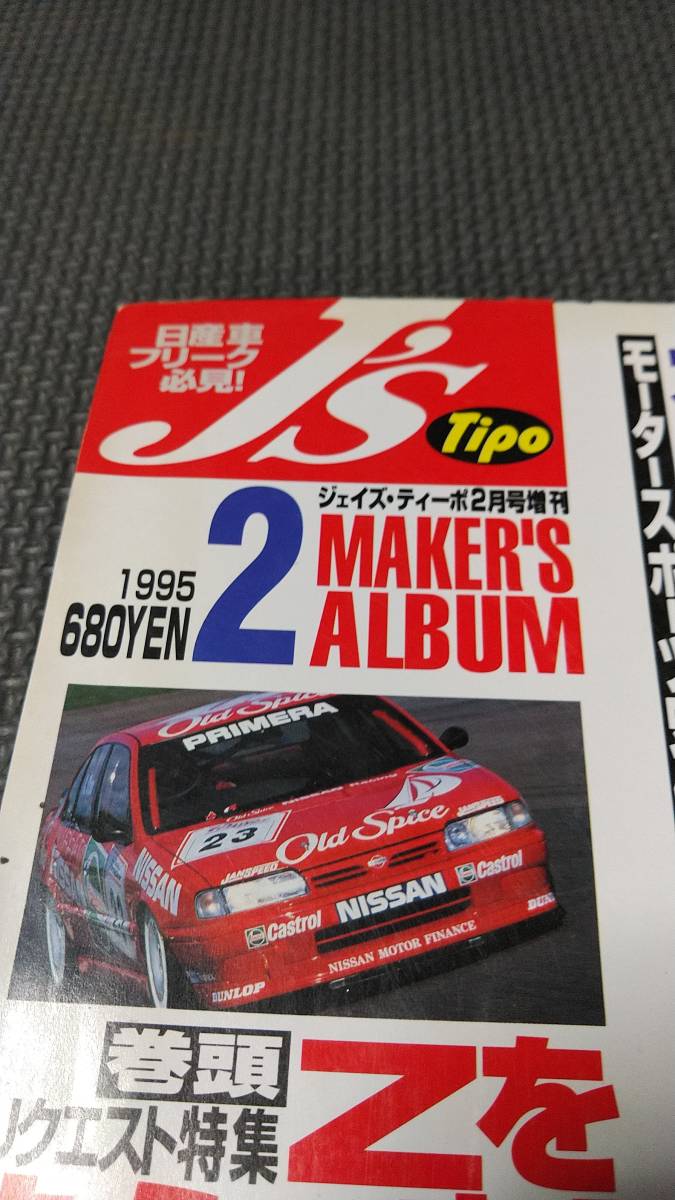 日産車
フリーク
必見!
J's
Tipo
ジェイズ・ティーポ2月号増刊
1995
680YEN
2
MAKER'S
ALBUM
モータースポーツ
Old Spice
PRIMERA
23
Old Spice
JANSPEED
JANSPEED
NISSAN
NISSAN
Castrol
Castrol
NISSAN MOTOR FINANCE
DUNLOP
DUNLOP
巻頭
リクエスト特集
Zを